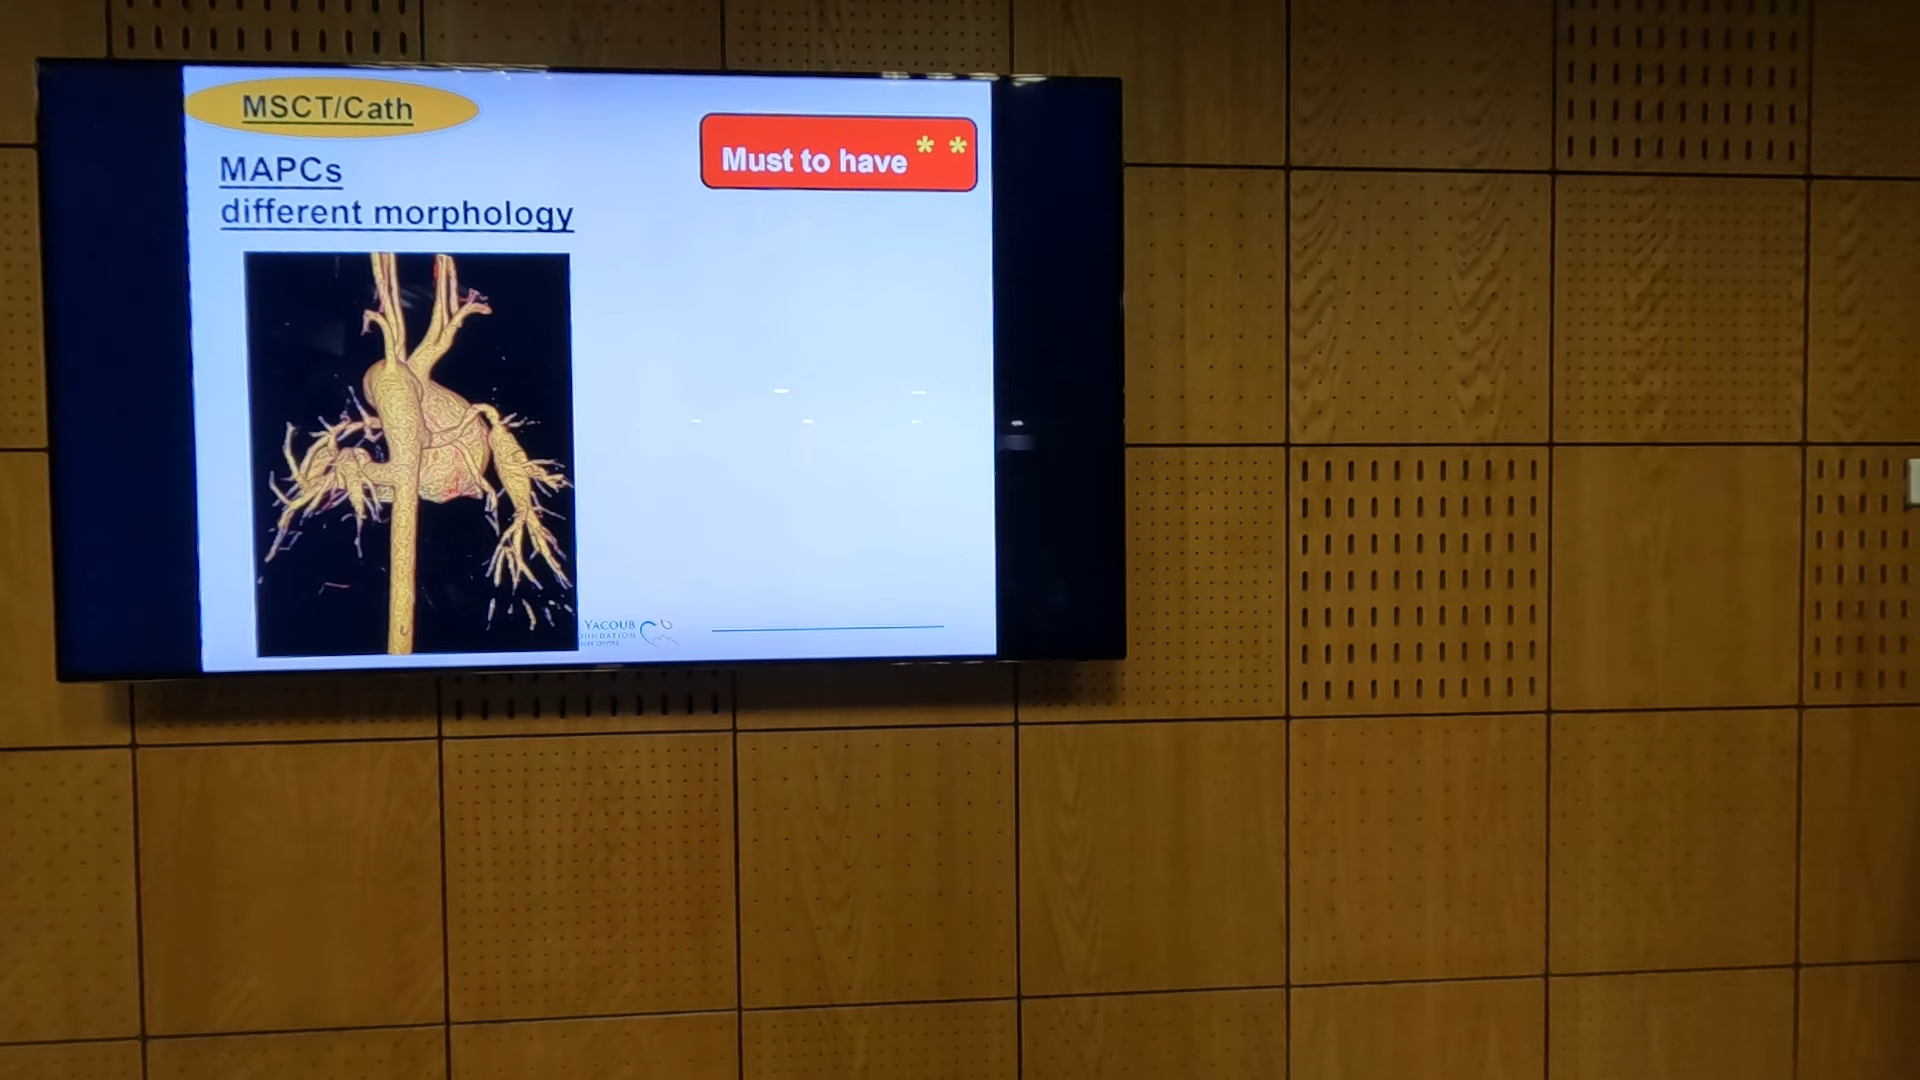 MSCT/Cath
Must to have * *
MAPCs
different morphology
YACOUB